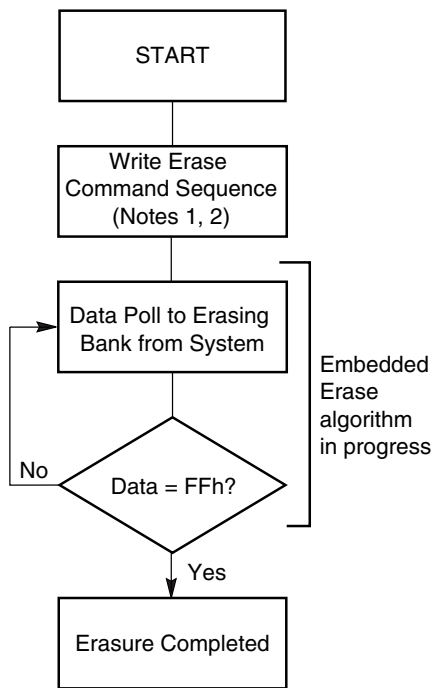 START
Write Erase
Command Sequence
(Notes 1, 2)
Data Poll to Erasing
Bank from System
Embedded
Erase
algorithm
in progress
No
Data = FFh?
Yes
Erasure Completed